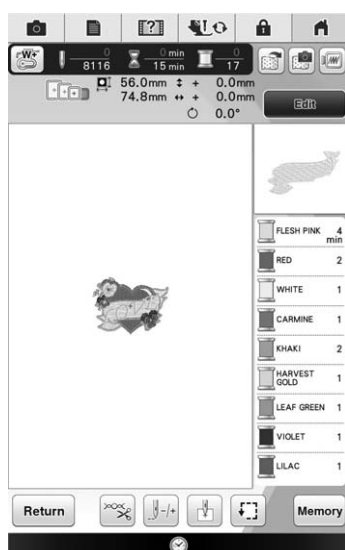 ?
W+
0 0 min 0
8116 15 min 17
56.0mm + 0.0mm
74.8mm + 0.0mm
0.0°
Edit
FLESH PINK 4
min
RED 2
WHITE 1
CARMINE 1
KHAKI 2
HARVEST
GOLD 1
LEAF GREEN 1
VIOLET 1
LILAC 1
LOVE
Return -/+ Memory